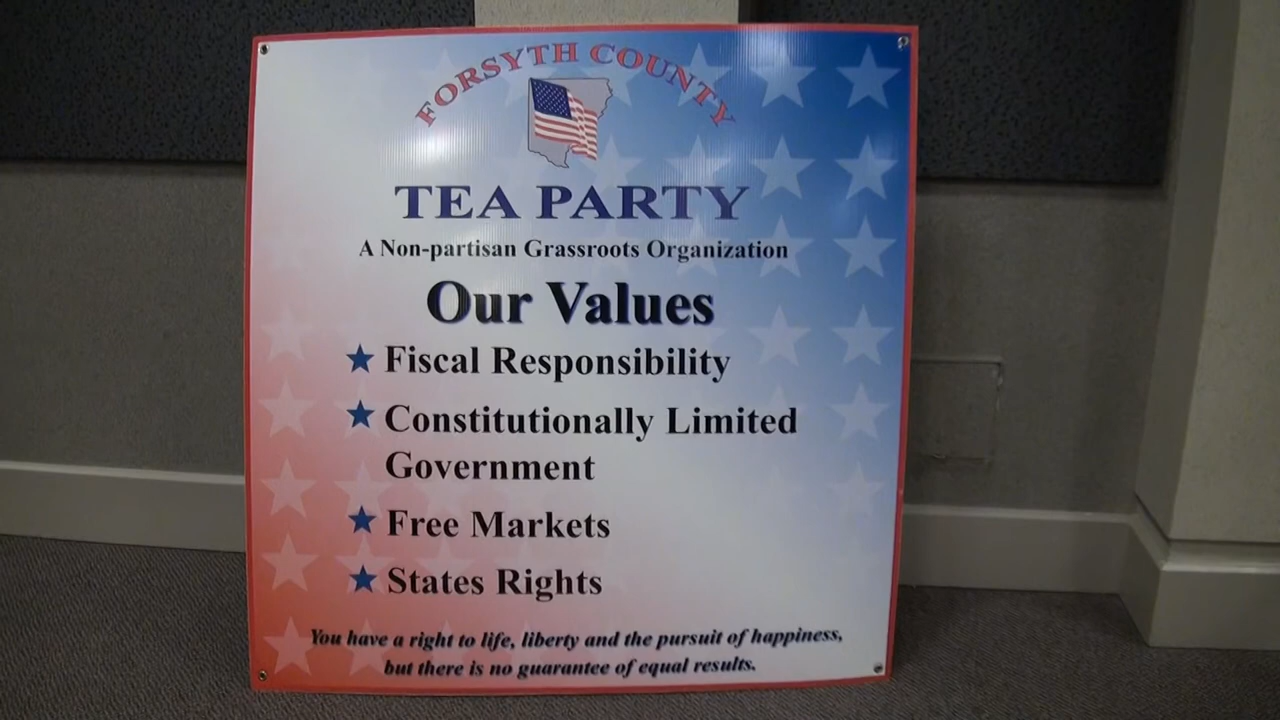 FORSYTH COUNTY
TEA PARTY
A Non-partisan Grassroots Organization
Our Values
Fiscal Responsibility
Constitutionally Limited
Government
Free Markets
States Rights
You have a right to life, liberty and the pursuit of happiness,
but there is no guarantee of equal results.